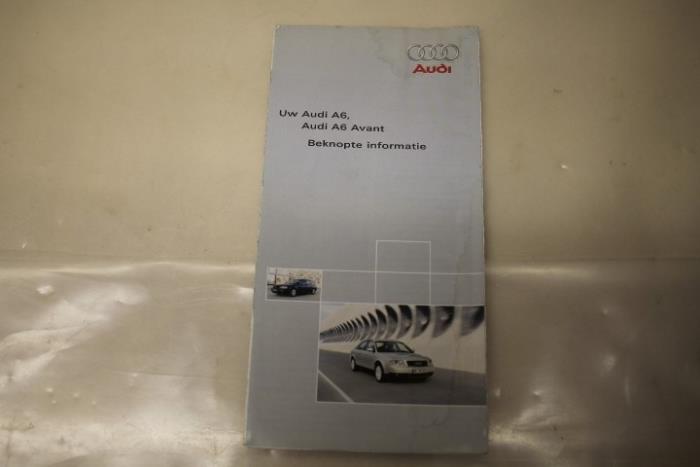 Audi
Uw Audi A6,
Audi A6 Avant
Beknopte informatie